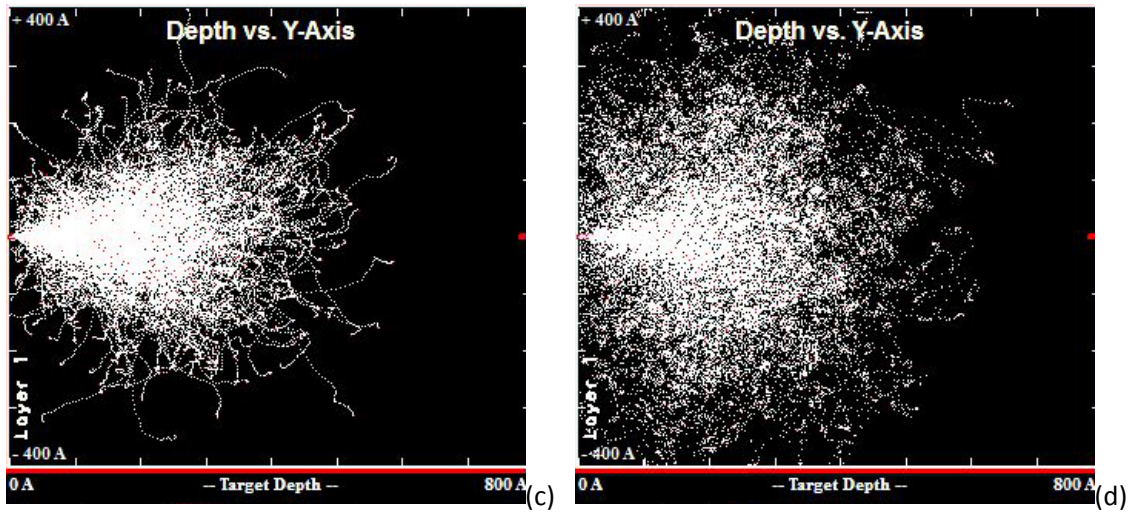 + 400 A
Depth vs. Y-Axis
Layer 1
- 400 A
0 A -- Target Depth -- 800 A
(c)
+ 400 A
Depth vs. Y-Axis
Layer 1
- 400 A
0 A -- Target Depth -- 800 A
(d)